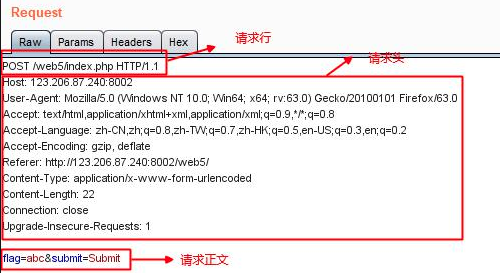 Request
Raw Params Headers Hex
请求行
POST /web5/index.php HTTP/1.1
请求头
Host: 123.206.87.240:8002
User-Agent: Mozilla/5.0 (Windows NT 10.0; Win64; x64; rv:63.0) Gecko/20100101 Firefox/63.0
Accept: text/html,application/xhtml+xml,application/xml;q=0.9,*/*;q=0.8
Accept-Language: zh-CN,zh;q=0.8,zh-TW;q=0.7,zh-HK;q=0.5,en-US;q=0.3,en;q=0.2
Accept-Encoding: gzip, deflate
Referer: http://123.206.87.240:8002/web5/
Content-Type: application/x-www-form-urlencoded
Content-Length: 22
Connection: close
Upgrade-Insecure-Requests: 1
flag=abc&submit=Submit
请求正文